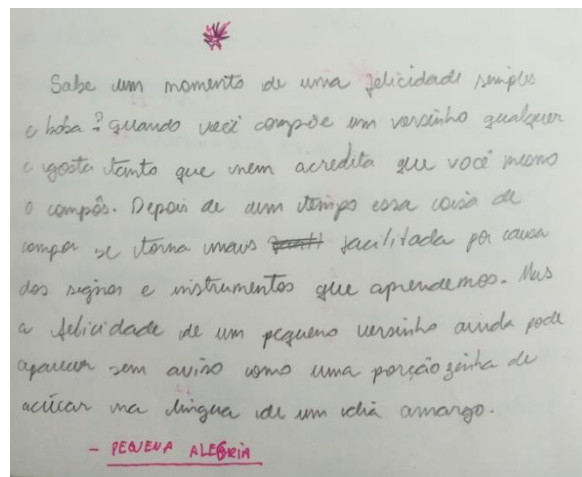 Sabe um momento de uma felicidade simples
e boba? Quando você compõe um versinho qualquer
e gosta tanto que nem acredita que você mesmo
o compôs. Depois de um tempo essa coisa de
compor se torna mais facilitada por causa
dos signos e instrumentos que aprendemos. Mas
a felicidade de um pequeno versinho ainda pode
aparecer sem aviso como uma porçãozinha de
açúcar na língua de um dia amargo.
- PEQUENA ALEGRIA